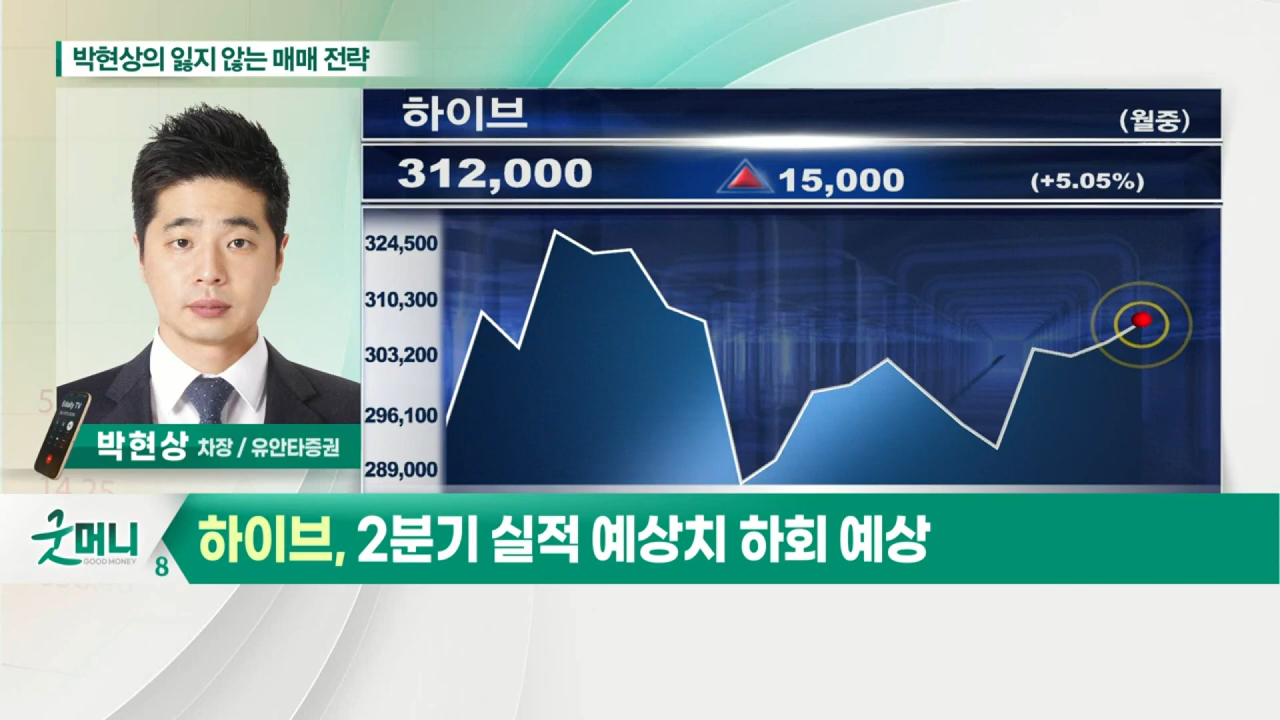 박현상의 잃지 않는 매매 전략
하이브
(월중)
312,000 ▲ 15,000 (+5.05%)
324,500
310,300
303,200
296,100
289,000
Edaily TV
박현상 차장 / 유안타증권
굿머니
GOOD MONEY
8
하이브, 2분기 실적 예상치 하회 예상